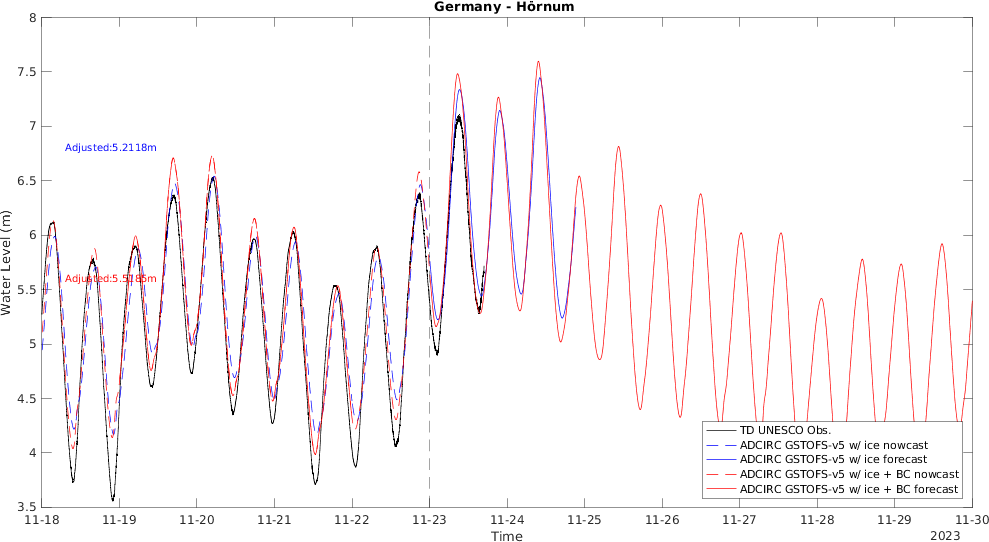 Germany - Hörnum
8
7.5
7
6.5
6
5.5
5
4.5
4
3.5
Water Level (m)
Adjusted:5.2118m
Adjusted:5.5185m
TD UNESCO Obs.
ADCIRC GSTOFS-v5 w/ ice nowcast
ADCIRC GSTOFS-v5 w/ ice forecast
ADCIRC GSTOFS-v5 w/ ice + BC nowcast
ADCIRC GSTOFS-v5 w/ ice + BC forecast
11-18 11-19 11-20 11-21 11-22 11-23 11-24 11-25 11-26 11-27 11-28 11-29 11-30
Time
2023